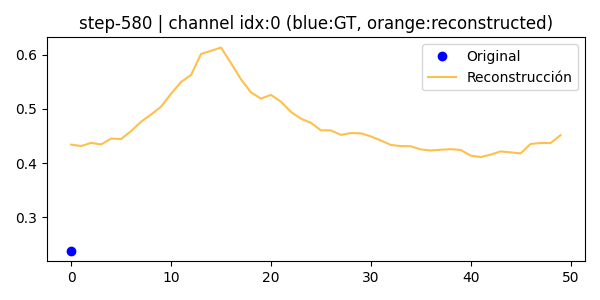 step-580 | channel idx:0 (blue:GT, orange:reconstructed)
Original
Reconstrucción
0.6
0.5
0.4
0.3
0 10 20 30 40 50